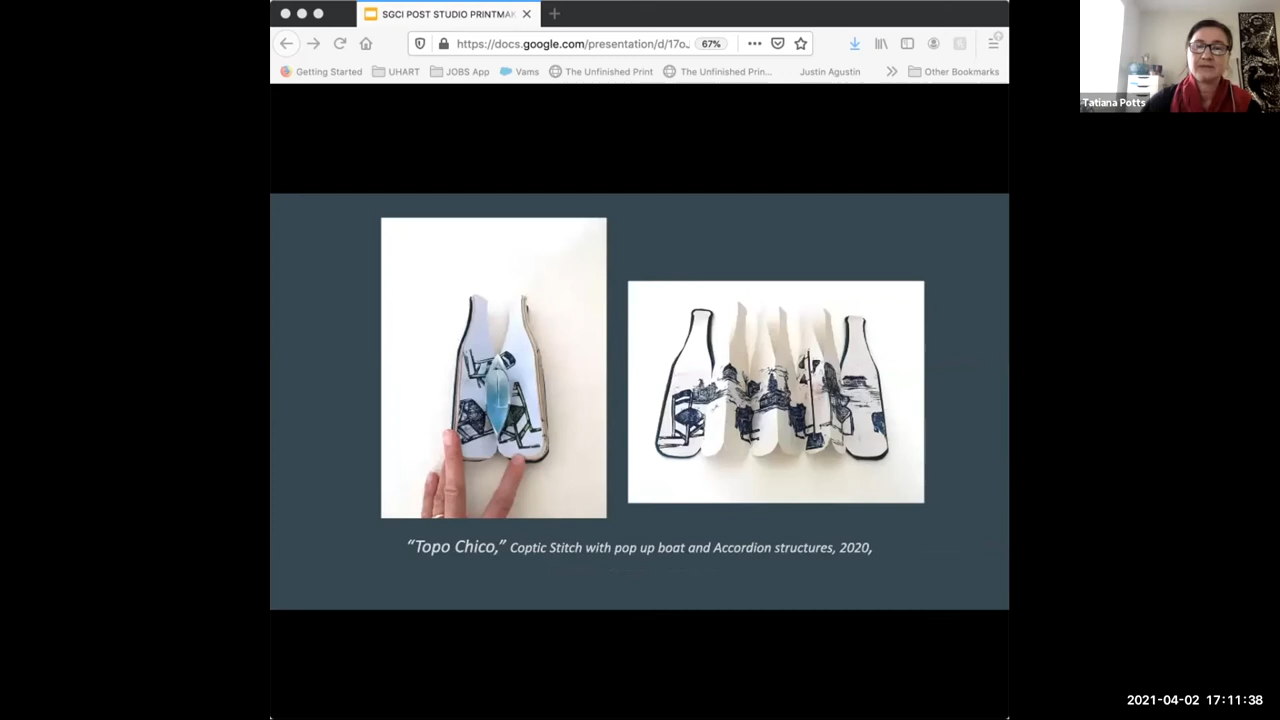 SGCI POST STUDIO PRINTMAK
https://docs.google.com/presentation/d/17o.
67%
Getting Started
UHART
JOBS App
Vams
The Unfinished Print
The Unfinished Prin...
Justin Agustin
Other Bookmarks
Tatiana Potts
“Topo Chico,” Coptic Stitch with pop up boat and Accordion structures, 2020,
2021-04-02 17:11:38